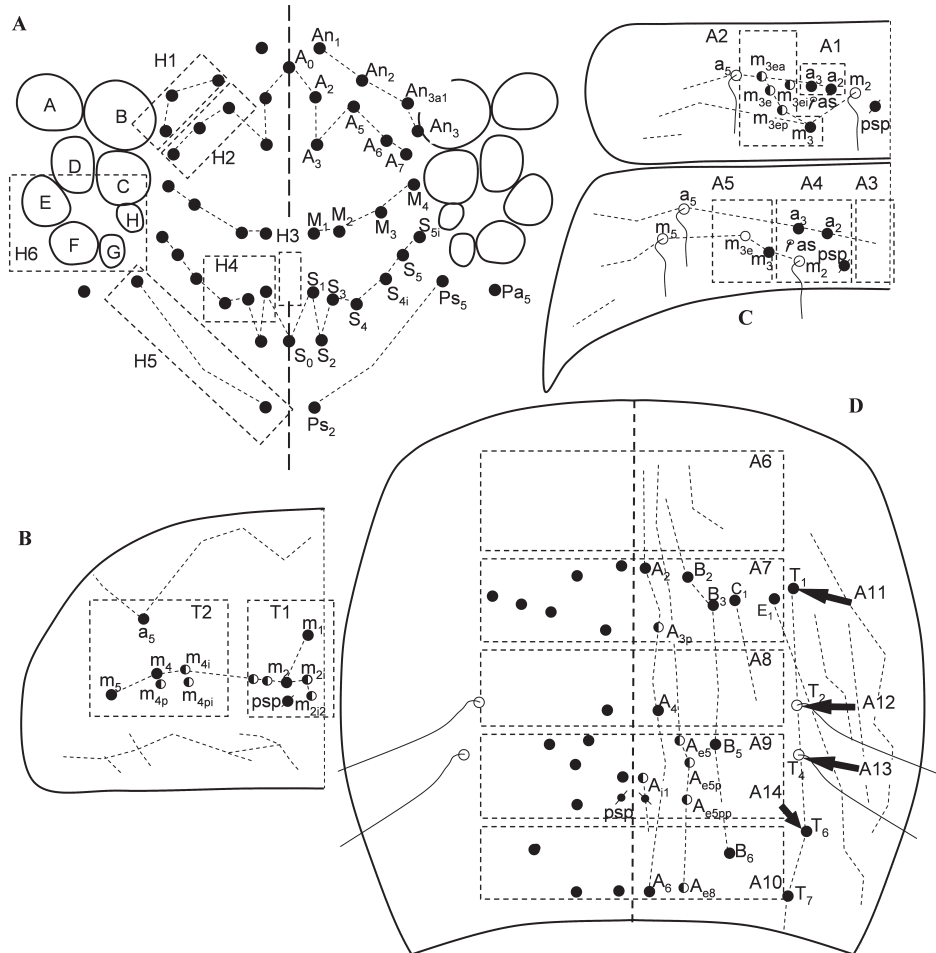 A
H1
An1
A0
A2
An2
An3a1
An3
A
B
H2
A3
A5
A6
A7
D
C
E
H
F
G
H6
H3
M1
M2
M3
M4
S5i
S5
S4i
H4
S1
S3
S4
Ps5
Pa5
S0
S2
H5
Ps2
A2
A1
a5
m3ea
a3
a2
m2
m3e
m3ei
as
m3ep
m3
psp
A5
A4
A3
a5
m5
a3
a2
m3e
m3
as
psp
m2
C
D
B
T2
T1
a5
m1
m4
m4i
m2
m2i
m5
m4p
m4pi
psp
m2i2
A6
A7
A2
B2
B3
C1
T1
E1
A11
A3p
A8
A4
T2
A12
A9
Ae5
B5
T4
A13
Ai1
Ae5p
psp
Ae5pp
A14
T6
B6
A6
Ae8
A10
T7